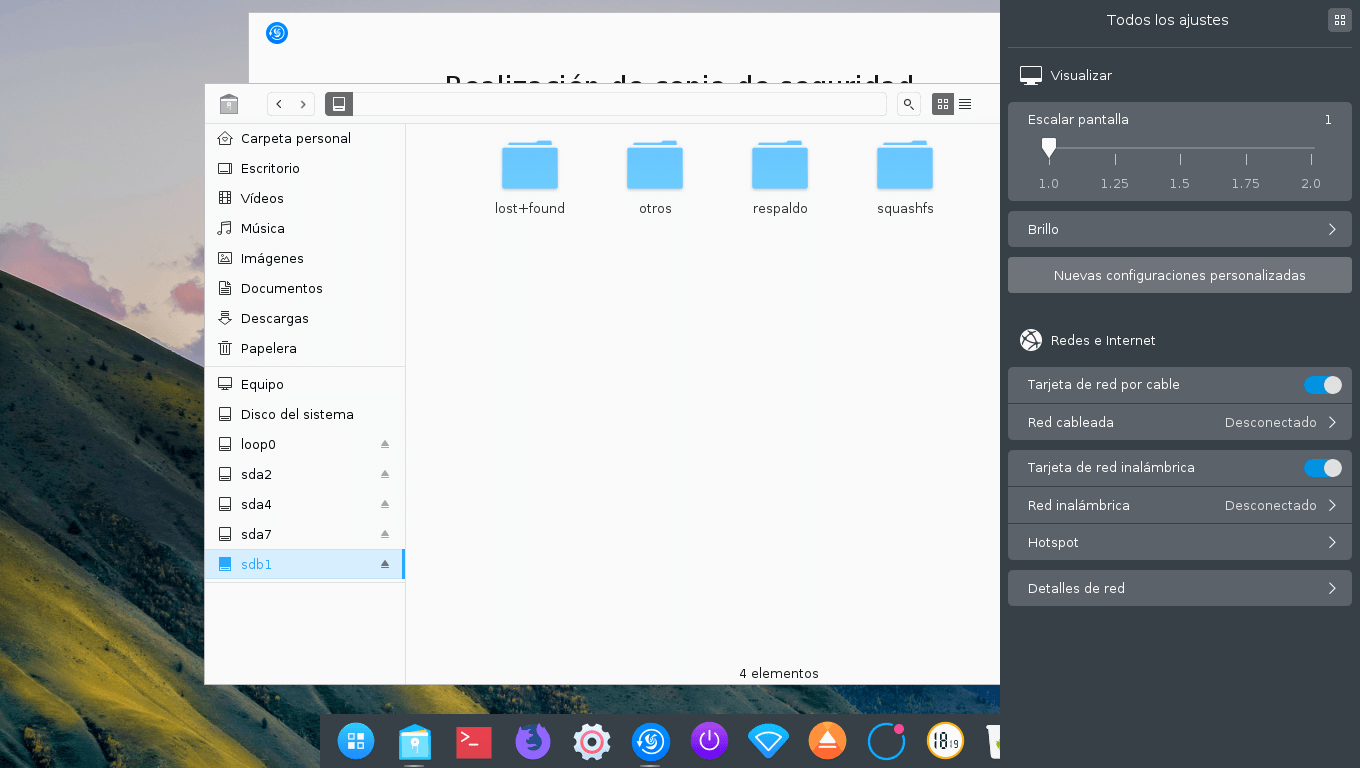 Realización de copia de seguridad
Carpeta personal
Escritorio
Vídeos
Música
Imágenes
Documentos
Descargas
Papelera
Equipo
Disco del sistema
loop0
sda2
sda4
sda7
sdb1
lost+found
otros
respaldo
squashfs
4 elementos
Todos los ajustes
Visualizar
Escalar pantalla 1
1.0 1.25 1.5 1.75 2.0
Brillo
Nuevas configuraciones personalizadas
Redes e Internet
Tarjeta de red por cable
Red cableada Desconectado
Tarjeta de red inalámbrica
Red inalámbrica Desconectado
Hotspot
Detalles de red
18 19